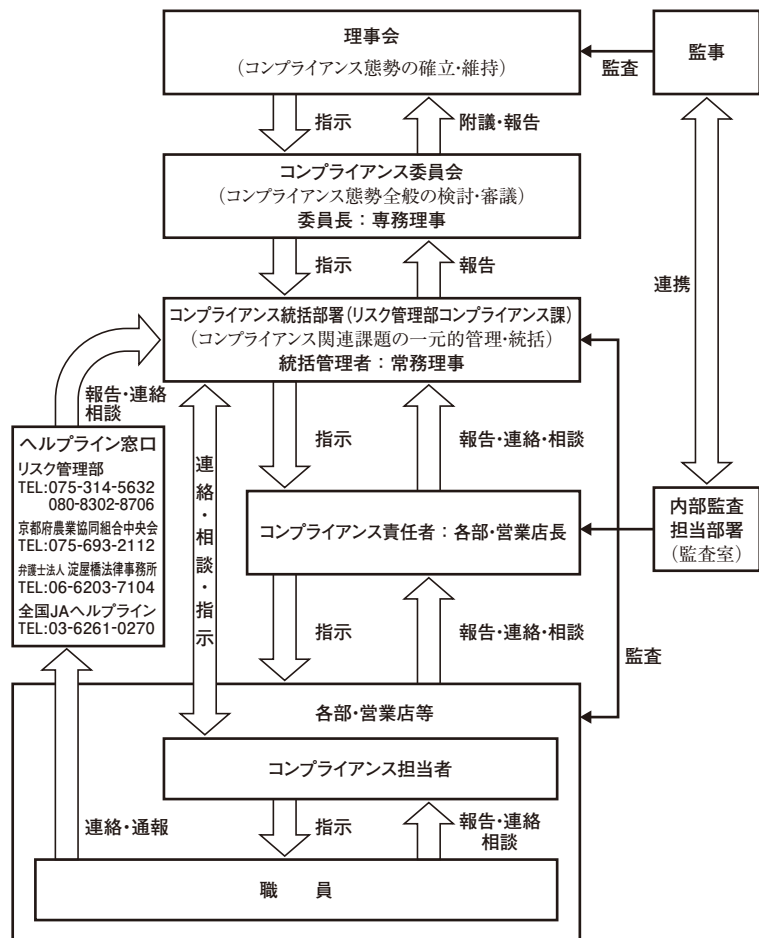 理事会
(コンプライアンス態勢の確立・維持)
監査
監事
指示
附議・報告
コンプライアンス委員会
(コンプライアンス態勢全般の検討・審議)
委員長：専務理事
指示
報告
連携
コンプライアンス統括部署(リスク管理部コンプライアンス課)
(コンプライアンス関連課題の一元的管理・統括)
統括管理者：常務理事
報告・連絡
相談
ヘルプライン窓口
リスク管理部
TEL:075-314-5632
080-8302-8706
京都府農業協同組合中央会
TEL:075-693-2112
弁護士法人 淀屋橋法律事務所
TEL:06-6203-7104
全国JAヘルプライン
TEL:03-6261-0270
連絡・相談・指示
指示
報告・連絡・相談
コンプライアンス責任者：各部・営業店長
内部監査
担当部署
(監査室)
指示
報告・連絡・相談
監査
各部・営業店等
コンプライアンス担当者
連絡・通報
指示
報告・連絡
相談
職　員